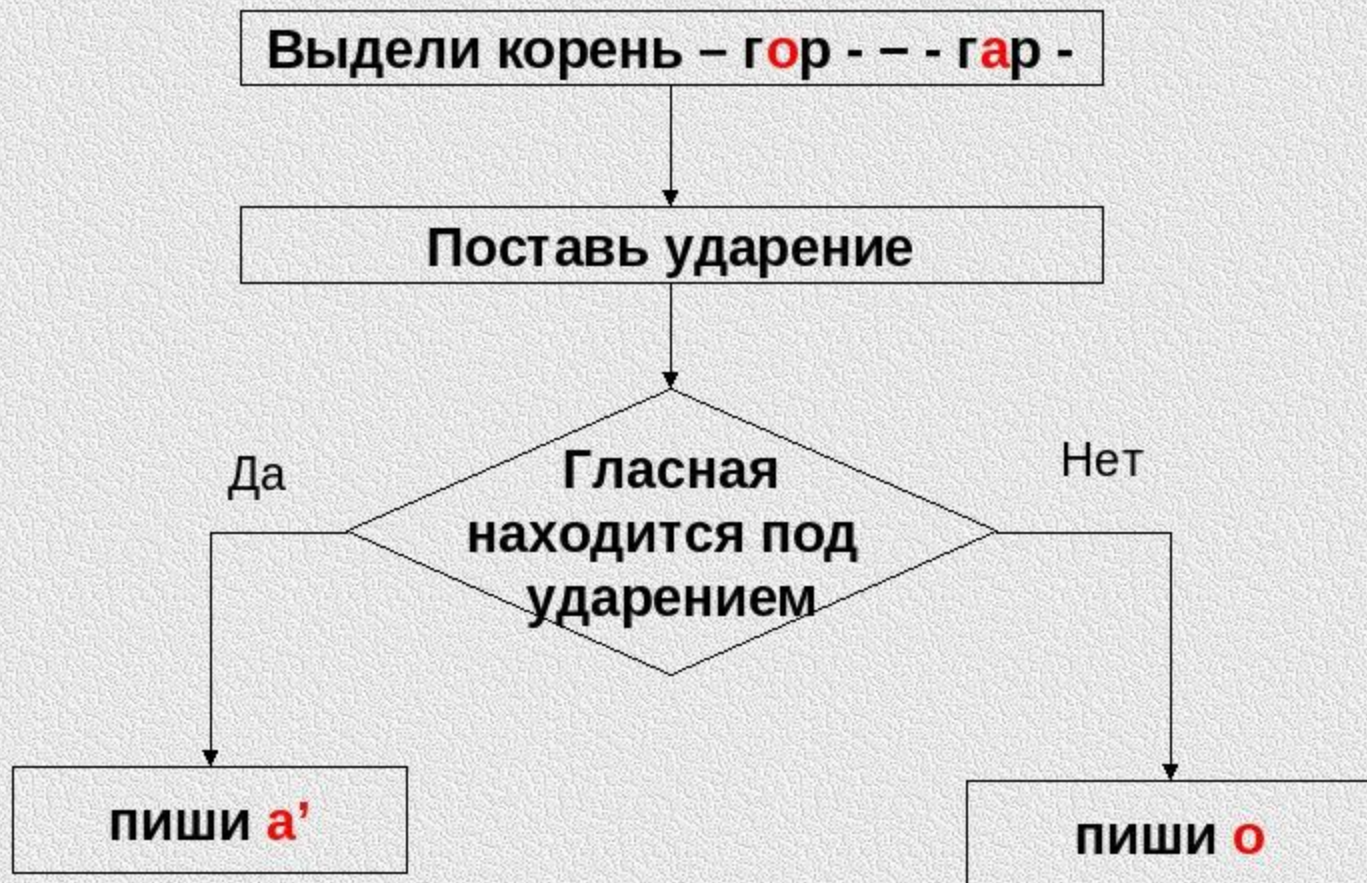 Выдели корень – гор - – - гар -
Поставь ударение
Да
Нет
Гласная
находится под
ударением
пиши а’
пиши о